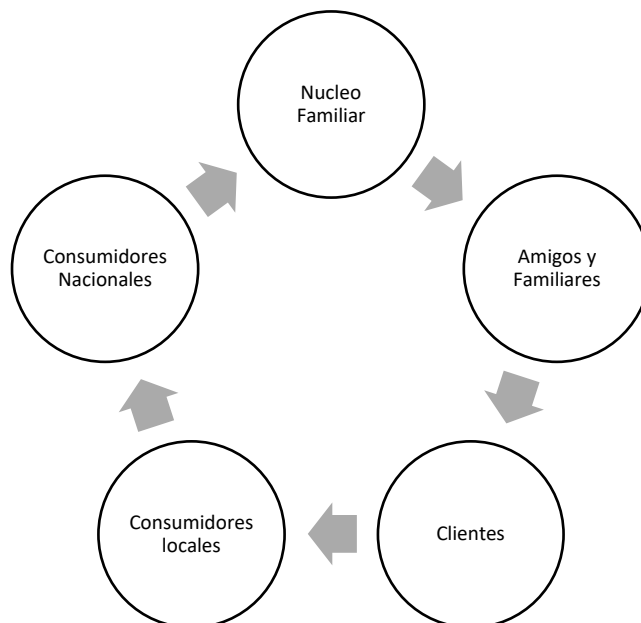 Nucleo
Familiar
Amigos y
Familiares
Clientes
Consumidores
locales
Consumidores
Nacionales